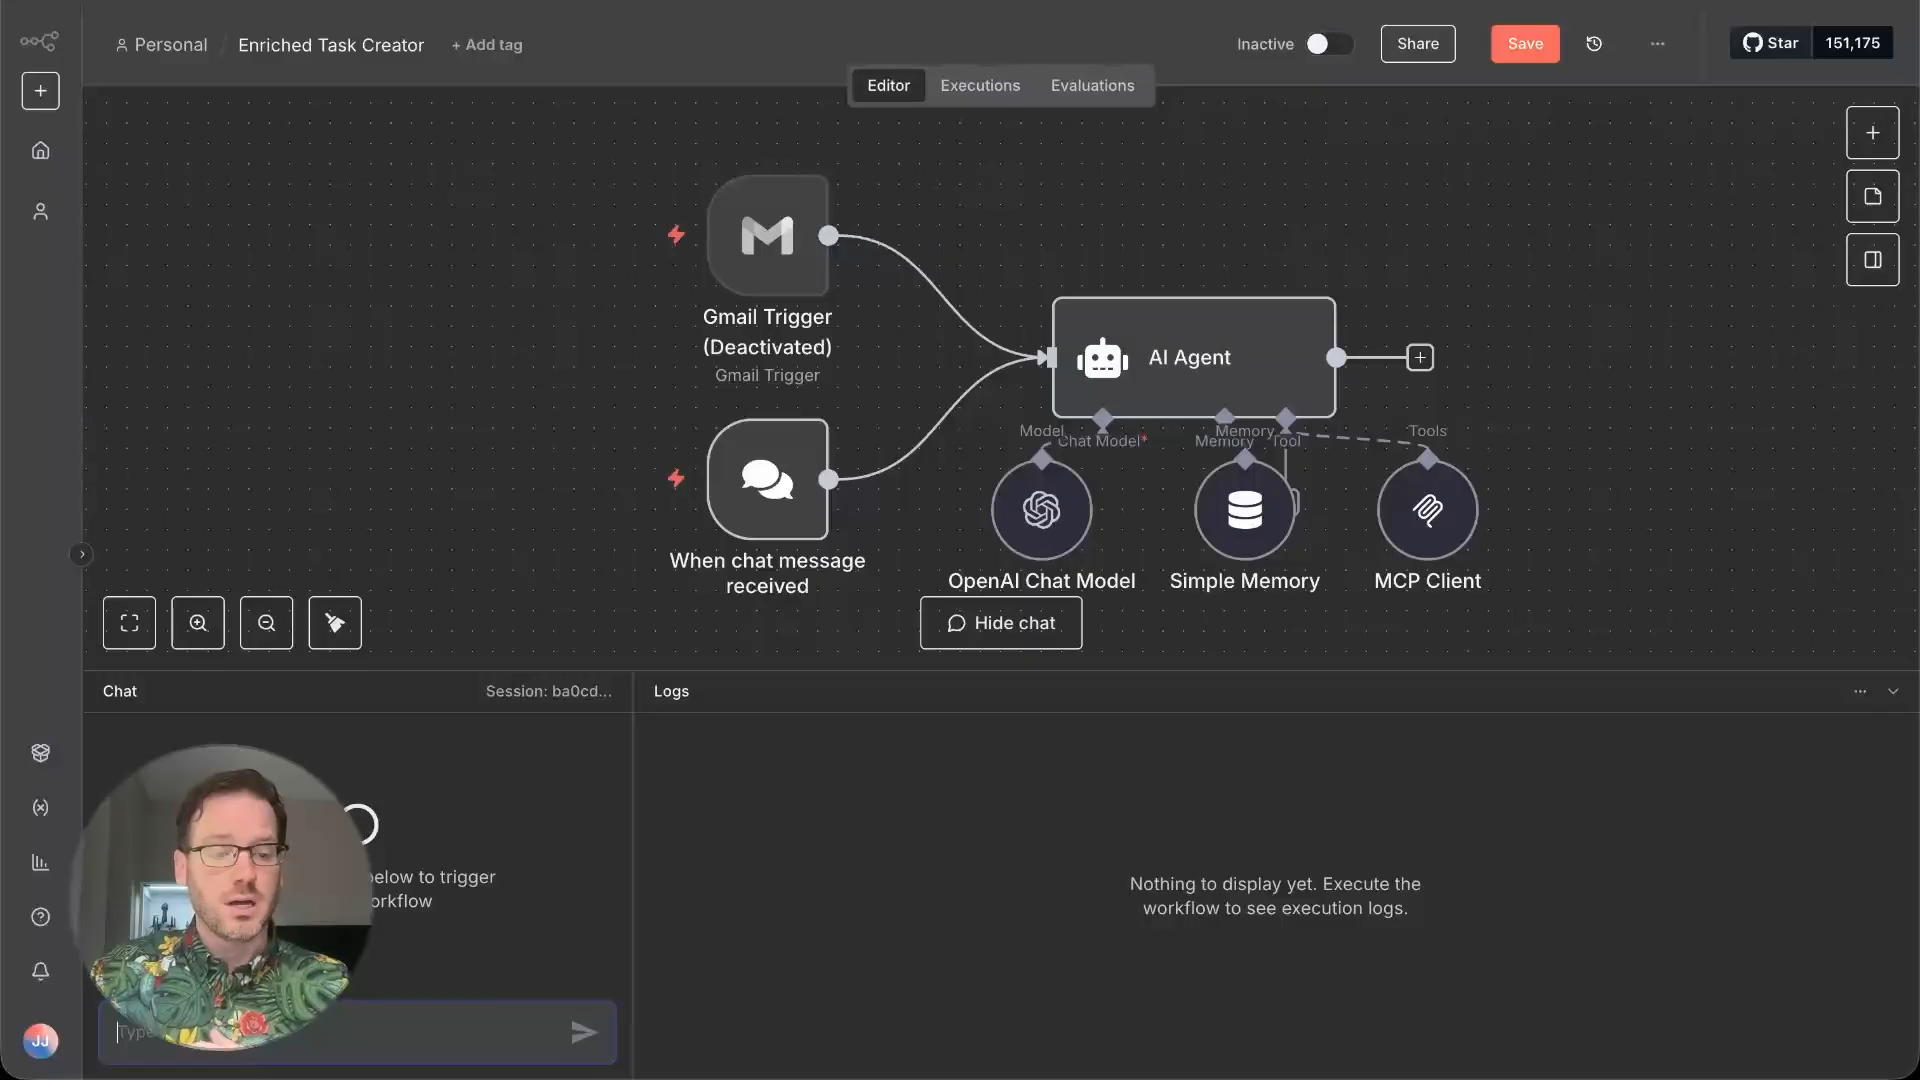 Personal / Enriched Task Creator + Add tag
Inactive
Share
Save
Star 151,175
Editor Executions Evaluations
Gmail Trigger
(Deactivated)
Gmail Trigger
AI Agent
Model
Chat Model*
Memory
Memory
Tool
Tools
When chat message
received
OpenAI Chat Model
Simple Memory
MCP Client
Hide chat
Chat
Session: ba0cd...
Logs
below to trigger
Nothing to display yet. Execute the
workflow to see execution logs.
JJ